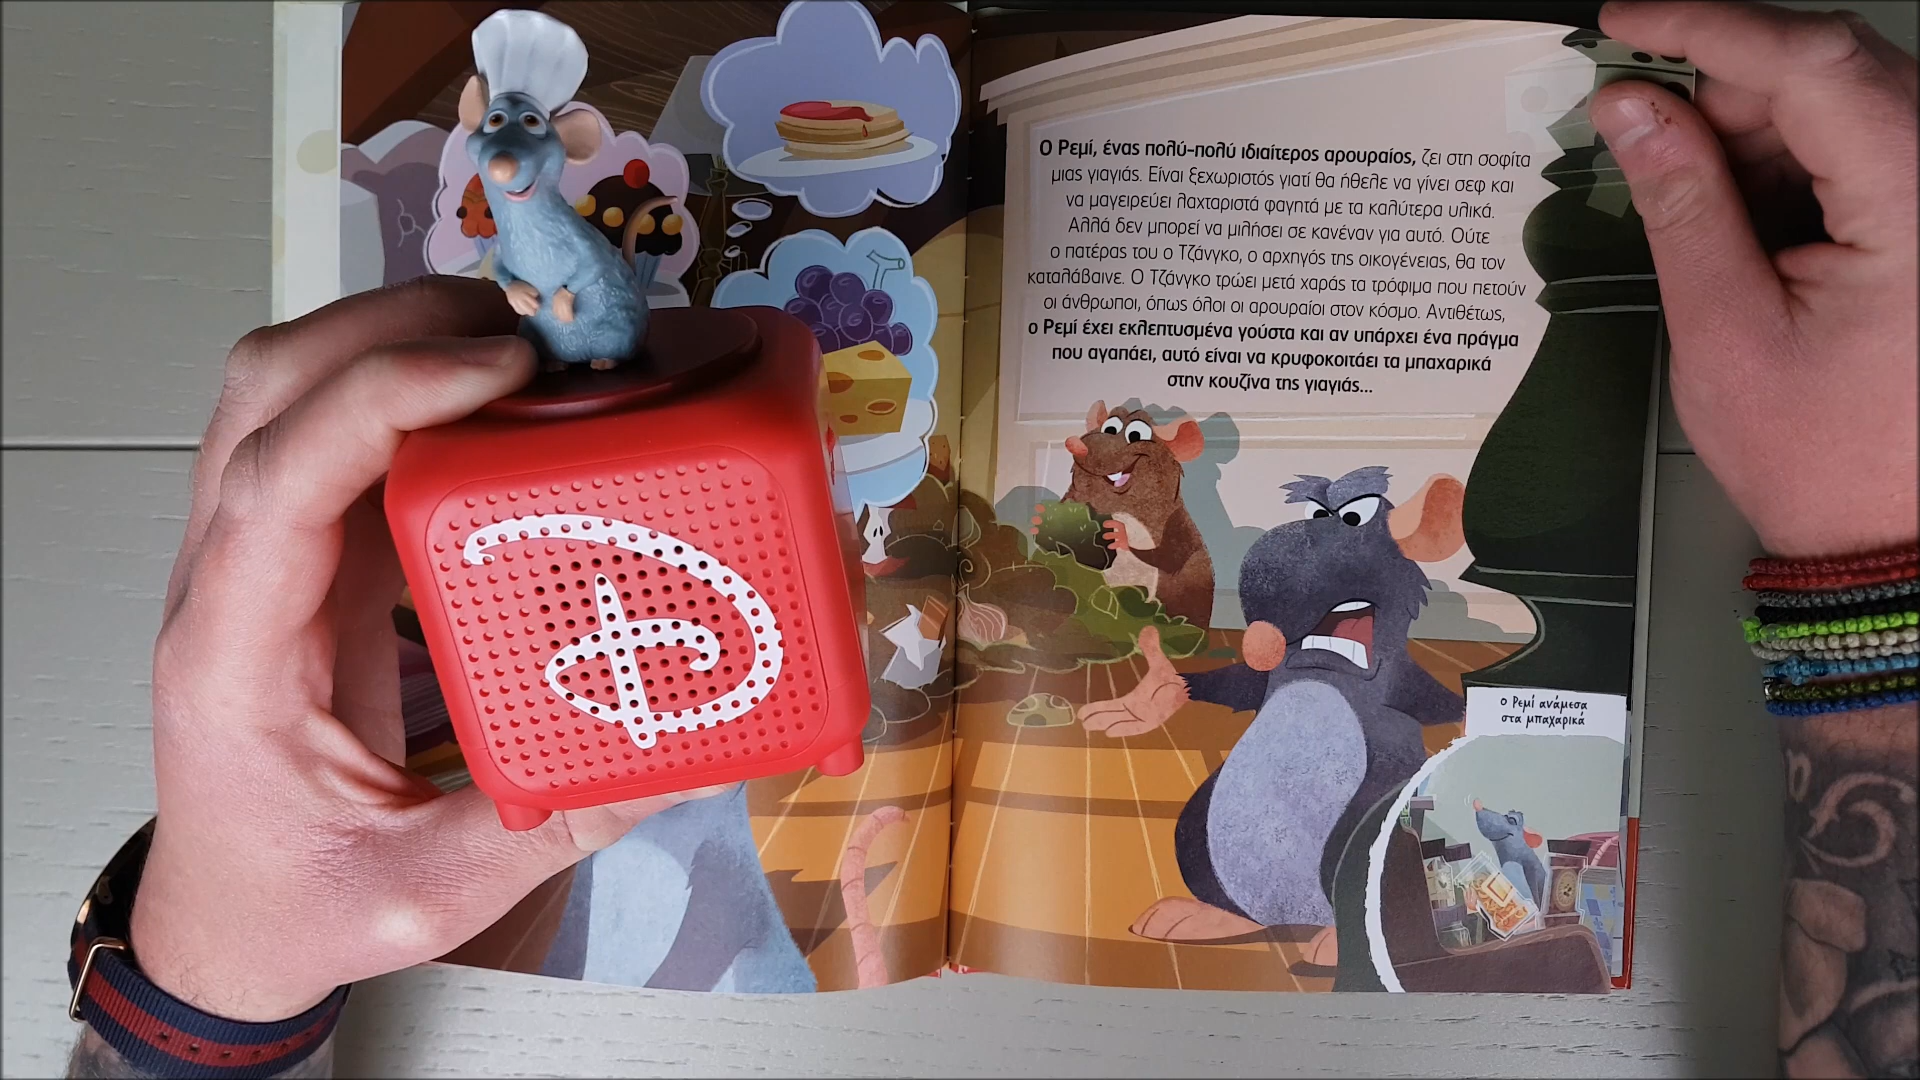 Ο Ρεμί, ένας πολύ-πολύ ιδιαίτερος αρουραίος, ζει στη σοφίτα
μιας γιαγιάς. Είναι ξεχωριστός γιατί θα ήθελε να γίνει σεφ και
να μαγειρεύει λαχταριστά φαγητά με τα καλύτερα υλικά.
Αλλά δεν μπορεί να μιλήσει σε κανέναν για αυτό. Ούτε
ο πατέρας του ο Τζάνγκο, ο αρχηγός της οικογένειας, θα τον
καταλάβαινε. Ο Τζάνγκο τρώει μετά χαράς τα τρόφιμα που πετούν
οι άνθρωποι, όπως όλοι οι αρουραίοι στον κόσμο. Αντιθέτως,
ο Ρεμί έχει εκλεπτυσμένα γούστα και αν υπάρχει ένα πράγμα
που αγαπάει, αυτό είναι να κρυφοκοιτάει τα μπαχαρικά
στην κουζίνα της γιαγιάς...
ο Ρεμί ανάμεσα
στα μπαχαρικά
D